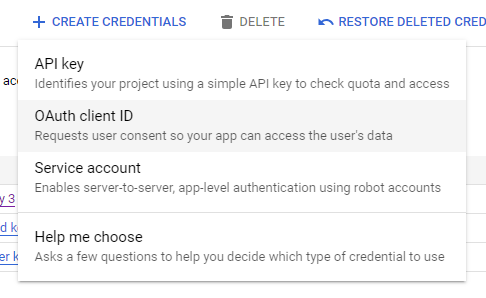 CREATE CREDENTIALS DELETE RESTORE DELETED CRED
API key
Identifies your project using a simple API key to check quota and access
OAuth client ID
Requests user consent so your app can access the user's data
Service account
Enables server-to-server, app-level authentication using robot accounts
y 3
Help me choose
Asks a few questions to help you decide which type of credential to use